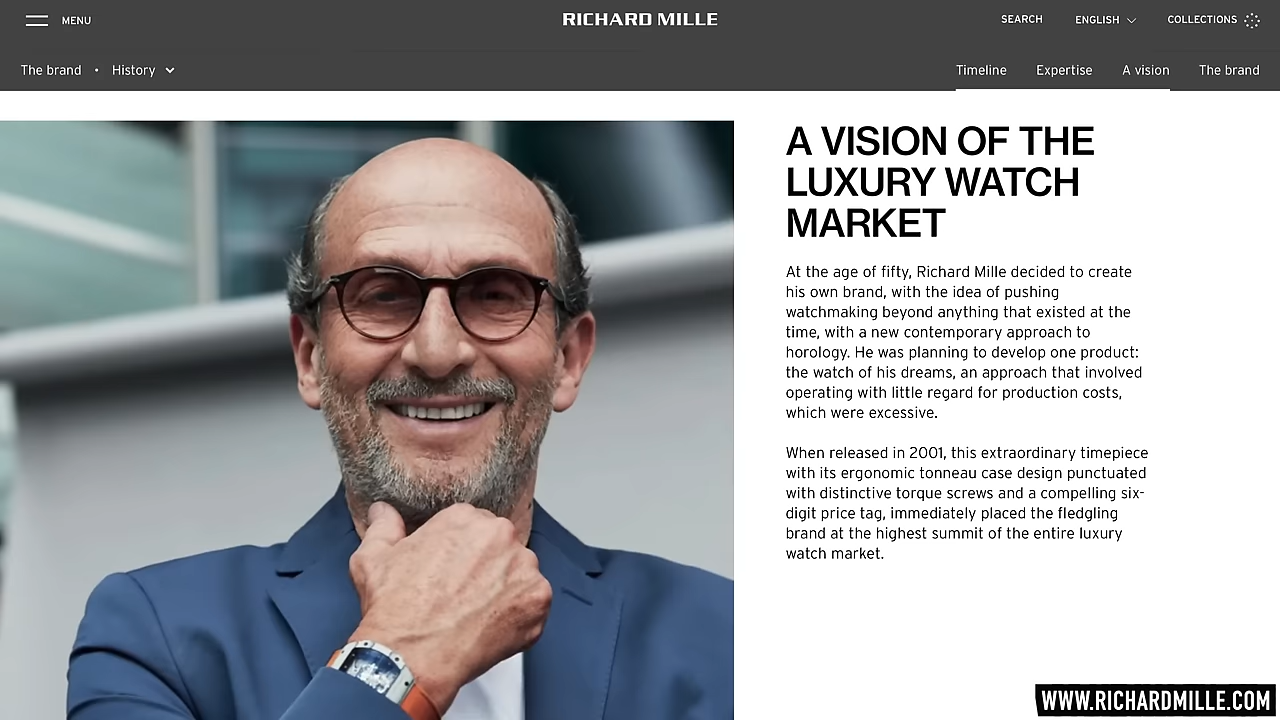 MENU
RICHARD MILLE
SEARCH
ENGLISH
COLLECTIONS
The brand • History
Timeline
Expertise
A vision
The brand
A VISION OF THE
LUXURY WATCH
MARKET
At the age of fifty, Richard Mille decided to create
his own brand, with the idea of pushing
watchmaking beyond anything that existed at the
time, with a new contemporary approach to
horology. He was planning to develop one product:
the watch of his dreams, an approach that involved
operating with little regard for production costs,
which were excessive.
When released in 2001, this extraordinary timepiece
with its ergonomic tonneau case design punctuated
with distinctive torque screws and a compelling six-
digit price tag, immediately placed the fledgling
brand at the highest summit of the entire luxury
watch market.
WWW.RICHARDMILLE.COM